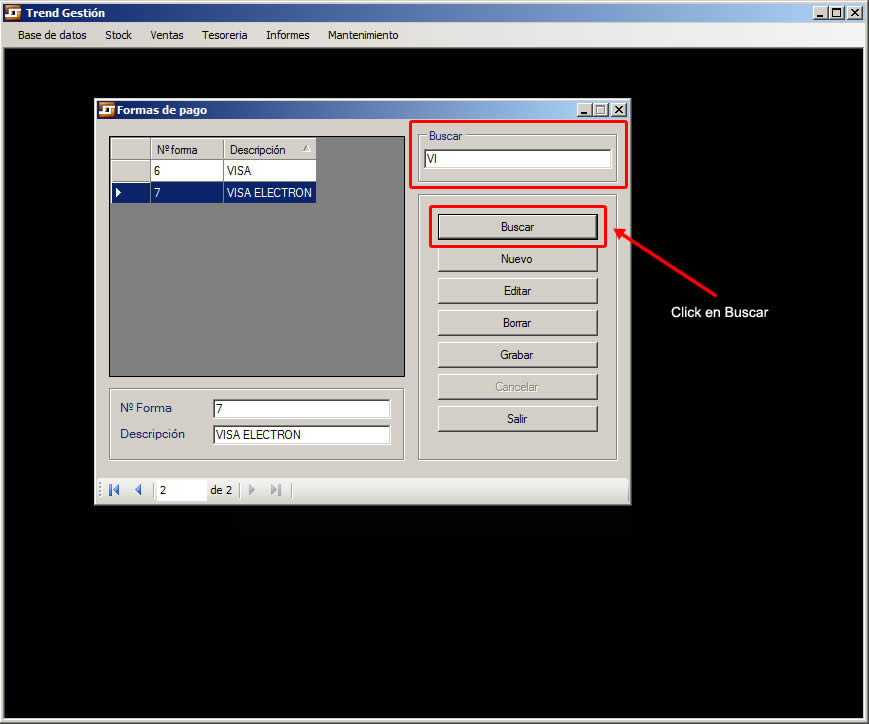 Trend Gestión
Base de datos Stock Ventas Tesoreria Informes Mantenimiento
Formas de pago
Nº forma Descripción
6 VISA
7 VISA ELECTRON
Buscar
VI
Buscar
Nuevo
Editar
Borrar
Grabar
Cancelar
Salir
Click en Buscar
Nº Forma 7
Descripción VISA ELECTRON
2 de 2